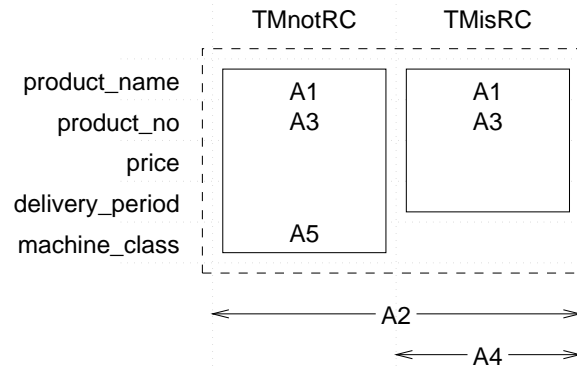 TMnotRC TMisRC
product_name A1 A1
product_no A3 A3
price
delivery_period
machine_class A5
A2
A4